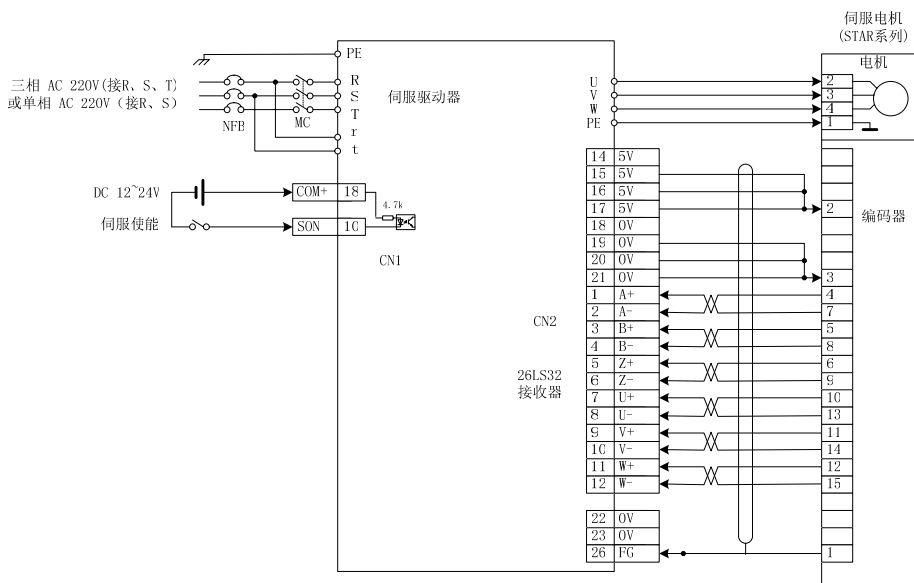 伺服电机
(STAR系列)
电机
PE
三相 AC 220V(接R、S、T)
或单相 AC 220V（接R、S）
NFB
MC
R
S
T
r
t
伺服驱动器
U
V
W
PE
2
3
4
1
DC 12~24V
伺服使能
COM+ 18
SON 10
4.7k
CN1
CN2
26LS32
接收器
14 5V
15 5V
16 5V
17 5V
18 0V
19 0V
20 0V
21 0V
1 A+
2 A-
3 B+
4 B-
5 Z+
6 Z-
7 U+
8 U-
9 V+
10 V-
11 W+
12 W-
22 0V
23 0V
26 FG
编码器
2
3
4
7
5
8
6
9
10
13
11
14
12
15
1